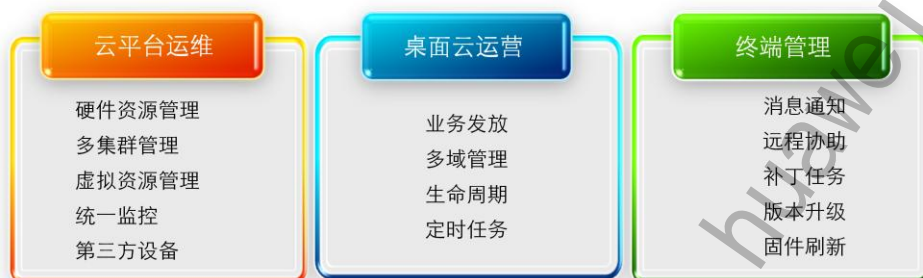 云平台运维
硬件资源管理
多集群管理
虚拟资源管理
统一监控
第三方设备
桌面云运营
业务发放
多域管理
生命周期
定时任务
终端管理
消息通知
远程协助
补丁任务
版本升级
固件刷新
huawei